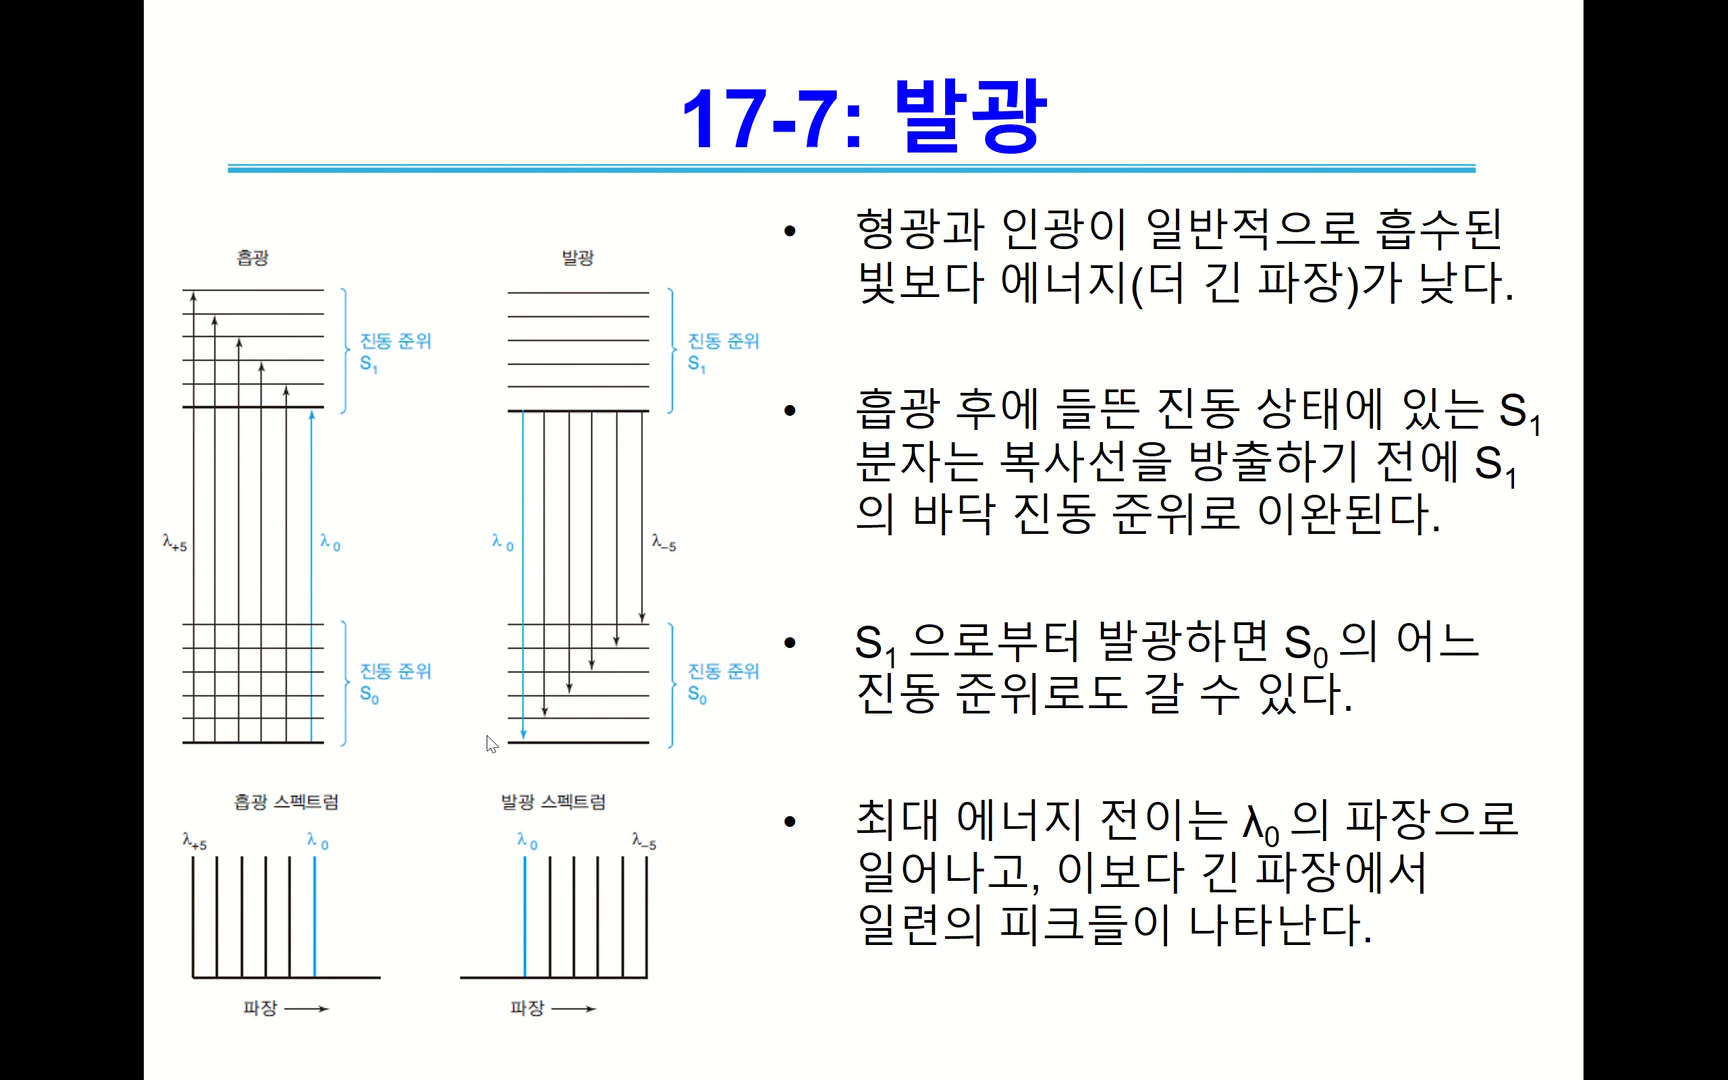 17-7: 발광
흡광
진동 준위
S₁
λ₊₅
λ₀
진동 준위
S₀
발광
진동 준위
S₁
λ₀
λ₋₅
진동 준위
S₀
흡광 스펙트럼
λ₊₅
λ₀
파장
발광 스펙트럼
λ₀
λ₋₅
파장
• 형광과 인광이 일반적으로 흡수된
빛보다 에너지(더 긴 파장)가 낮다.
• 흡광 후에 들뜬 진동 상태에 있는 S₁
분자는 복사선을 방출하기 전에 S₁
의 바닥 진동 준위로 이완된다.
• S₁ 으로부터 발광하면 S₀ 의 어느
진동 준위로도 갈 수 있다.
• 최대 에너지 전이는 λ₀ 의 파장으로
일어나고, 이보다 긴 파장에서
일련의 피크들이 나타난다.